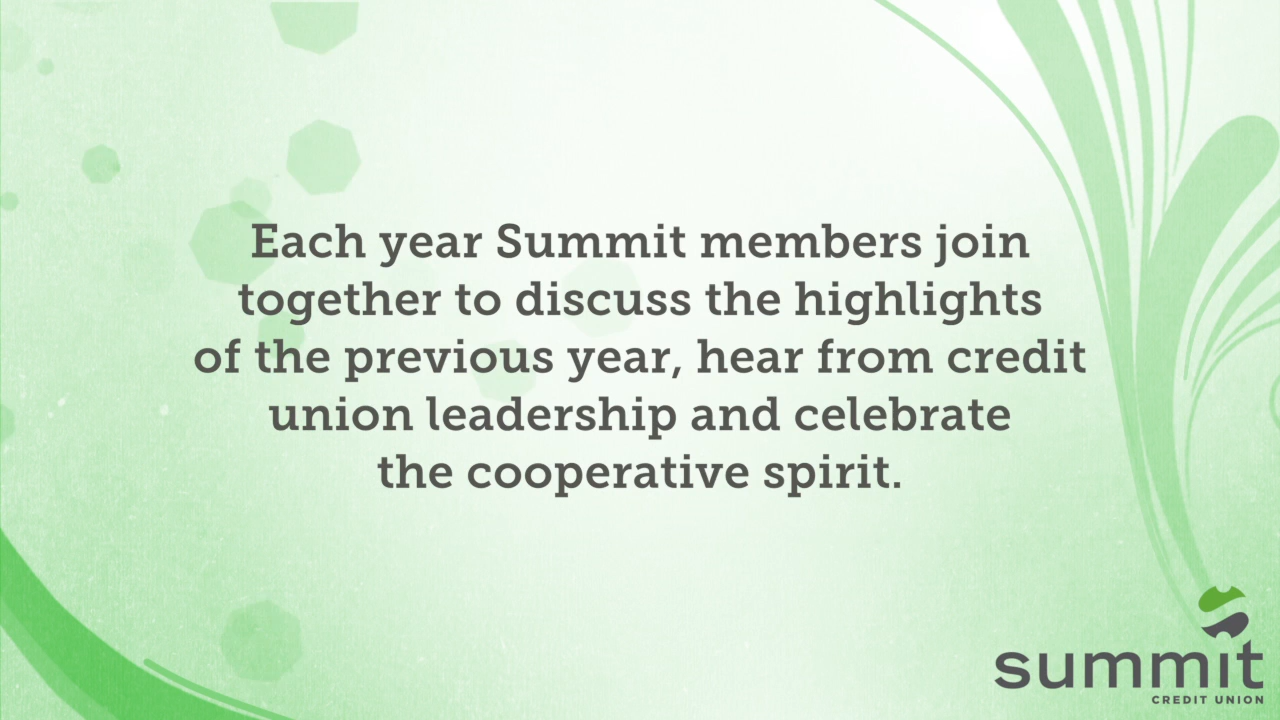 Each year Summit members join
together to discuss the highlights
of the previous year, hear from credit
union leadership and celebrate
the cooperative spirit.
summit
CREDIT UNION